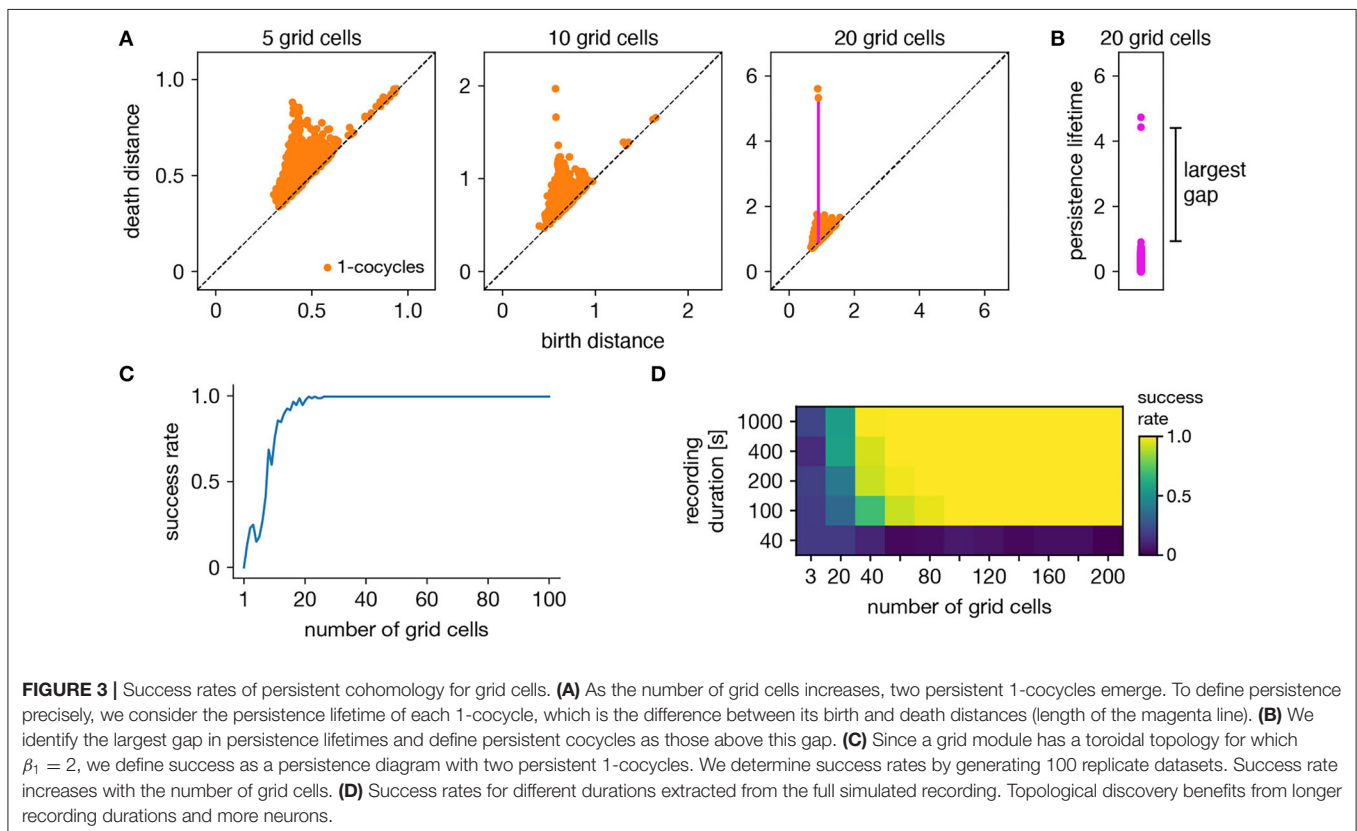 A
5 grid cells
10 grid cells
20 grid cells
B
20 grid cells
death distance
1.0
0.5
0
0
0.5
1.0
1-cocycles
2
1
0
0
1
2
6
4
2
0
0
2
4
6
birth distance
persistence lifetime
6
4
2
0
largest
gap
C
success rate
1.0
0.5
0
1
20
40
60
80
100
number of grid cells
D
recording
duration [s]
1000
400
200
100
40
3
20
40
80
120
160
200
number of grid cells
success
rate
1.0
0.5
0
FIGURE 3 | Success rates of persistent cohomology for grid cells. (A) As the number of grid cells increases, two persistent 1-cocycles emerge. To define persistence
precisely, we consider the persistence lifetime of each 1-cocycle, which is the difference between its birth and death distances (length of the magenta line). (B) We
identify the largest gap in persistence lifetimes and define persistent cocycles as those above this gap. (C) Since a grid module has a toroidal topology for which
β1 = 2, we define success as a persistence diagram with two persistent 1-cocycles. We determine success rates by generating 100 replicate datasets. Success rate
increases with the number of grid cells. (D) Success rates for different durations extracted from the full simulated recording. Topological discovery benefits from longer
recording durations and more neurons.